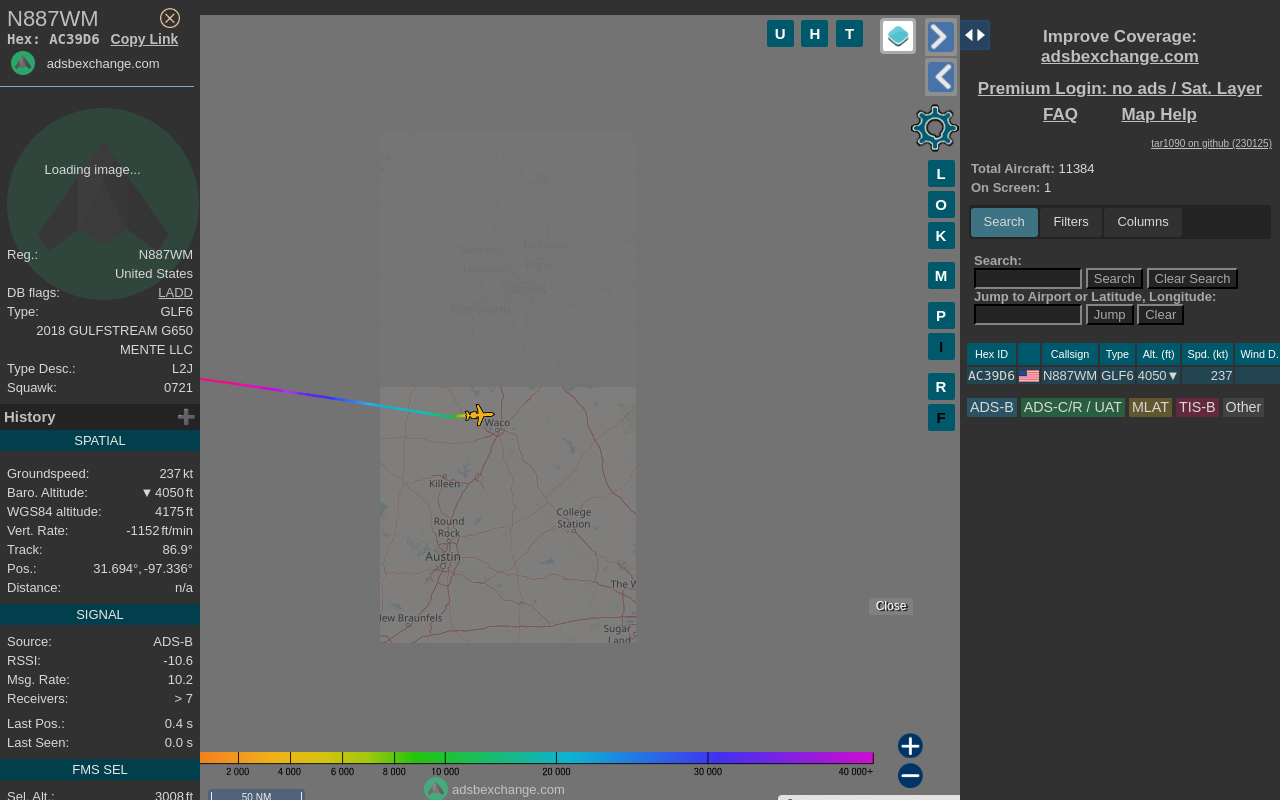 N887WM
Hex: AC39D6 Copy Link
adsbexchange.com
Loading image...
Reg.: N887WM
United States
DB flags: LADD
Type: GLF6
2018 GULFSTREAM G650
MENTE LLC
Type Desc.: L2J
Squawk: 0721
History
SPATIAL
Groundspeed: 237 kt
Baro. Altitude: ▼ 4050 ft
WGS84 altitude: 4175 ft
Vert. Rate: -1152 ft/min
Track: 86.9°
Pos.: 31.694°, -97.336°
Distance: n/a
SIGNAL
Source: ADS-B
RSSI: -10.6
Msg. Rate: 10.2
Receivers: > 7
Last Pos.: 0.4 s
Last Seen: 0.0 s
FMS SEL
Sel. Alt.: 3008 ft
U H T
L
O
K
M
P
I
R
F
Denton
McKinney
Lewisville
Plano
Dallas
Fort Worth
Waco
Killeen
College
Station
Round
Rock
Austin
The W
lew Braunfels
Sugar
Land
Close
2 000 4 000 6 000 8 000 10 000 20 000 30 000 40 000+
adsbexchange.com
50 NM
Improve Coverage:
adsbexchange.com
Premium Login: no ads / Sat. Layer
FAQ Map Help
tar1090 on github (230125)
Total Aircraft: 11384
On Screen: 1
Search Filters Columns
Search:
Search Clear Search
Jump to Airport or Latitude, Longitude:
Jump Clear
Hex ID Callsign Type Alt. (ft) Spd. (kt) Wind D.
AC39D6 N887WM GLF6 4050▼ 237
ADS-B ADS-C/R / UAT MLAT TIS-B Other